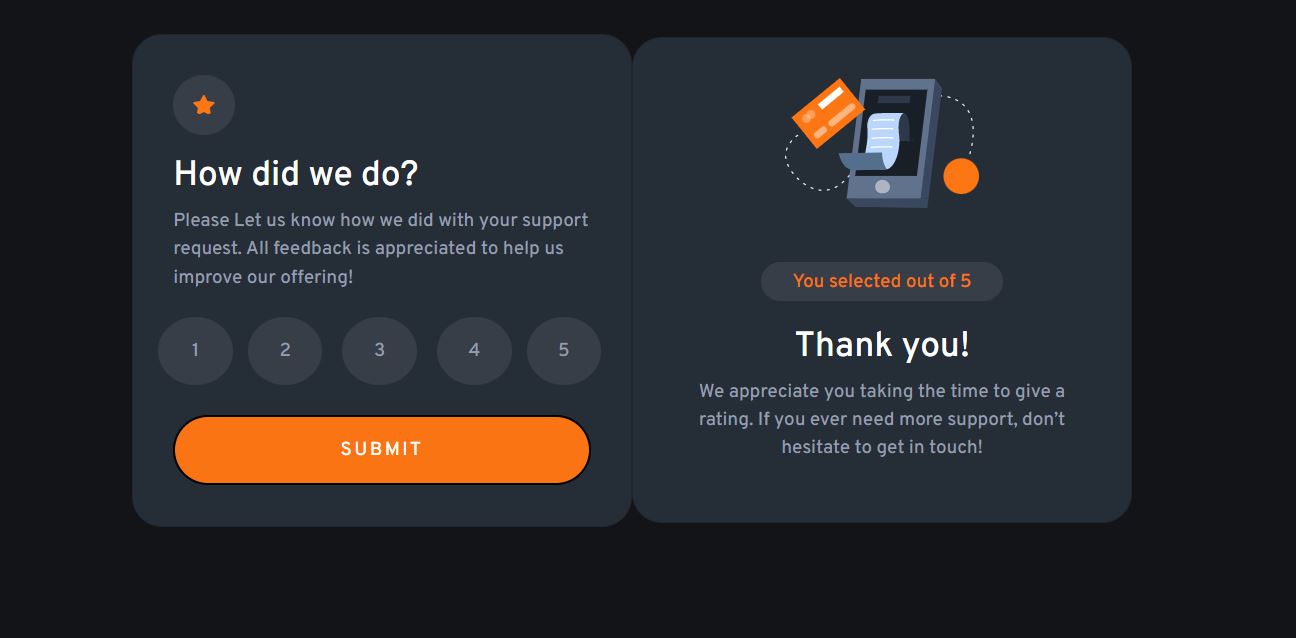 How did we do?
Please Let us know how we did with your support
request. All feedback is appreciated to help us
improve our offering!
1 2 3 4 5
SUBMIT
You selected out of 5
Thank you!
We appreciate you taking the time to give a
rating. If you ever need more support, don’t
hesitate to get in touch!